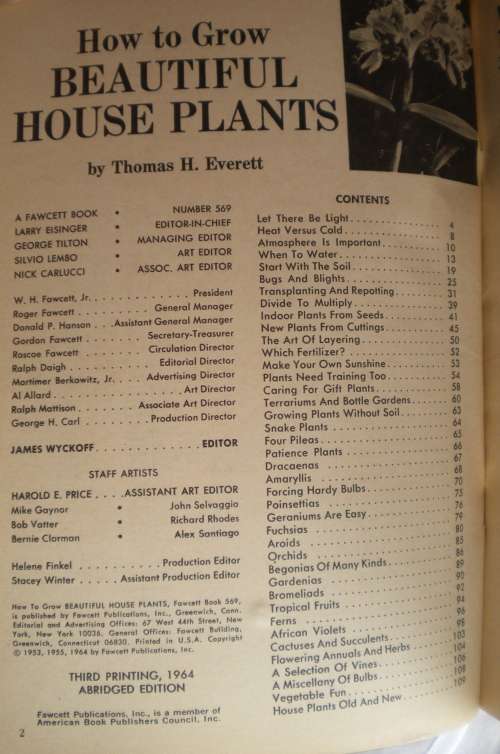 How to Grow
BEAUTIFUL
HOUSE PLANTS
by Thomas H. Everett
A FAWCETT BOOK • NUMBER 569
LARRY EISINGER • EDITOR-IN-CHIEF
GEORGE TILTON • MANAGING EDITOR
SILVIO LEMBO • ART EDITOR
NICK CARLUCCI • ASSOC. ART EDITOR
W. H. Fawcett, Jr. . . . . . . . . . . . . . President
Roger Fawcett . . . . . . . . . . General Manager
Donald P. Hanson . . . Assistant General Manager
Gordon Fawcett . . . . . . . . Secretary-Treasurer
Roscoe Fawcett . . . . . . . . Circulation Director
Ralph Daigh . . . . . . . . . . . Editorial Director
Mortimer Berkowitz, Jr. . . . . Advertising Director
Al Allard . . . . . . . . . . . . . . . . . Art Director
Ralph Mattison . . . . . . . . Associate Art Director
George H. Carl . . . . . . . . . Production Director
JAMES WYCKOFF . . . . . . . . . . . . . . EDITOR
STAFF ARTISTS
HAROLD E. PRICE . . . . ASSISTANT ART EDITOR
Mike Gaynor • John Selvaggio
Bob Vatter • Richard Rhodes
Bernie Clorman • Alex Santiago
Helene Finkel . . . . . . . . . . . Production Editor
Stacey Winter . . . . . . Assistant Production Editor
How To Grow BEAUTIFUL HOUSE PLANTS, Fawcett Book 569,
is published by Fawcett Publications, Inc., Greenwich, Conn.
Editorial and Advertising Offices: 67 West 44th Street, New
York, New York 10036. General Offices: Fawcett Building,
Greenwich, Connecticut 06830. Printed in U.S.A. Copyright
© 1953, 1955, 1964 by Fawcett Publications, Inc.
THIRD PRINTING, 1964
ABRIDGED EDITION
Fawcett Publications, Inc., is a member of
American Book Publishers Council, Inc.
2
CONTENTS
Let There Be Light . . . . . . . . . . . . . . 4
Heat Versus Cold . . . . . . . . . . . . . . 8
Atmosphere Is Important . . . . . . . . . 10
When To Water . . . . . . . . . . . . . . . 13
Start With The Soil . . . . . . . . . . . . . 19
Bugs And Blights . . . . . . . . . . . . . . 25
Transplanting And Repotting . . . . . . 31
Divide To Multiply . . . . . . . . . . . . . 39
Indoor Plants From Seeds . . . . . . . . 41
New Plants From Cuttings . . . . . . . . 45
The Art Of Layering . . . . . . . . . . . . 50
Which Fertilizer? . . . . . . . . . . . . . . 52
Make Your Own Sunshine . . . . . . . . 53
Plants Need Training Too . . . . . . . . 54
Caring For Gift Plants . . . . . . . . . . . 58
Terrariums And Bottle Gardens . . . . 60
Growing Plants Without Soil . . . . . . 63
Snake Plants . . . . . . . . . . . . . . . . . 64
Four Pileas . . . . . . . . . . . . . . . . . . 65
Patience Plants . . . . . . . . . . . . . . . 66
Dracaenas . . . . . . . . . . . . . . . . . . 67
Amaryllis . . . . . . . . . . . . . . . . . . . 68
Forcing Hardy Bulbs . . . . . . . . . . . . 70
Poinsettias . . . . . . . . . . . . . . . . . . 75
Geraniums Are Easy . . . . . . . . . . . . 76
Fuchsias . . . . . . . . . . . . . . . . . . . . 79
Aroids . . . . . . . . . . . . . . . . . . . . . 80
Orchids . . . . . . . . . . . . . . . . . . . . 85
Begonias Of Many Kinds . . . . . . . . . 86
Gardenias . . . . . . . . . . . . . . . . . . 89
Bromeliads . . . . . . . . . . . . . . . . . . 90
Tropical Fruits . . . . . . . . . . . . . . . . 92
Ferns . . . . . . . . . . . . . . . . . . . . . . 94
African Violets . . . . . . . . . . . . . . . 96
Cactuses And Succulents . . . . . . . . . 98
Flowering Annuals And Herbs . . . . . 103
A Selection Of Vines . . . . . . . . . . . . 104
A Miscellany Of Bulbs . . . . . . . . . . . 106
Vegetable Fun . . . . . . . . . . . . . . . . 108
House Plants Old And New . . . . . . . 109